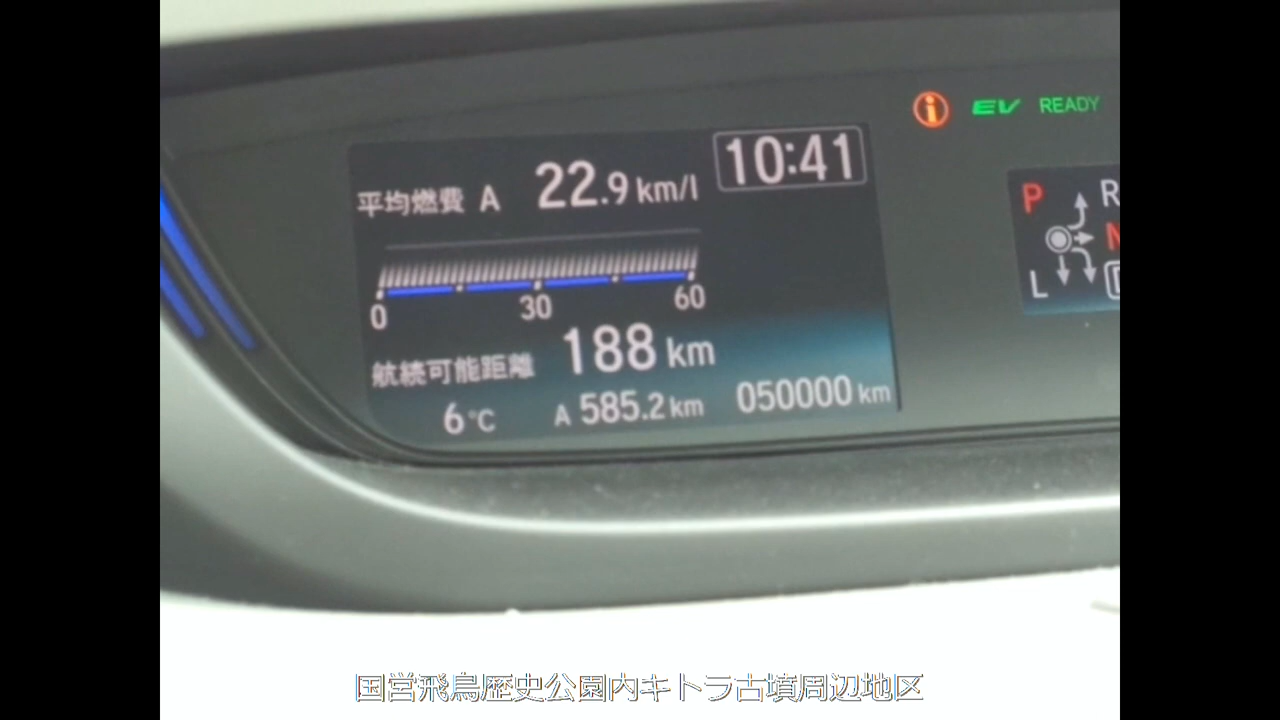 EV READY
10:41
平均燃費 A 22.9 km/l
P R
N
L
0 30 60
航続可能距離 188 km
6℃ A 585.2 km 050000 km
国営飛鳥歴史公園内キトラ古墳周辺地区